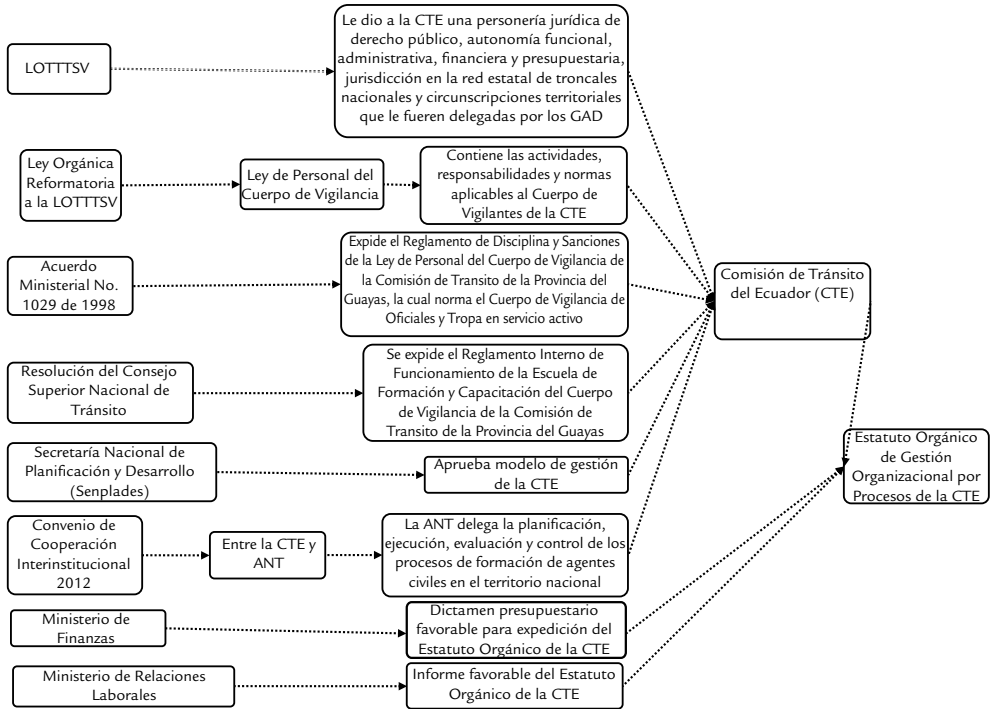 LOTTTSV
Le dio a la CTE una personería jurídica de
derecho público, autonomía funcional,
administrativa, financiera y presupuestaria,
jurisdicción en la red estatal de troncales
nacionales y circunscripciones territoriales
que le fueren delegadas por los GAD
Ley Orgánica
Reformatoria
a la LOTTTSV
Ley de Personal del
Cuerpo de Vigilancia
Contiene las actividades,
responsabilidades y normas
aplicables al Cuerpo de
Vigilantes de la CTE
Acuerdo
Ministerial No.
1029 de 1998
Expide el Reglamento de Disciplina y Sanciones
de la Ley de Personal del Cuerpo de Vigilancia de
la Comisión de Transito de la Provincia del
Guayas, la cual norma el Cuerpo de Vigilancia de
Oficiales y Tropa en servicio activo
Comisión de Tránsito
del Ecuador (CTE)
Resolución del Consejo
Superior Nacional de
Tránsito
Se expide el Reglamento Interno de
Funcionamiento de la Escuela de
Formación y Capacitación del Cuerpo
de Vigilancia de la Comisión de
Transito de la Provincia del Guayas
Secretaría Nacional de
Planificación y Desarrollo
(Senplades)
Aprueba modelo de gestión
de la CTE
Estatuto Orgánico
de Gestión
Organizacional por
Procesos de la CTE
Convenio de
Cooperación
Interinstitucional
2012
Entre la CTE y
ANT
La ANT delega la planificación,
ejecución, evaluación y control de los
procesos de formación de agentes
civiles en el territorio nacional
Ministerio de
Finanzas
Dictamen presupuestario
favorable para expedición del
Estatuto Orgánico de la CTE
Ministerio de Relaciones
Laborales
Informe favorable del Estatuto
Orgánico de la CTE